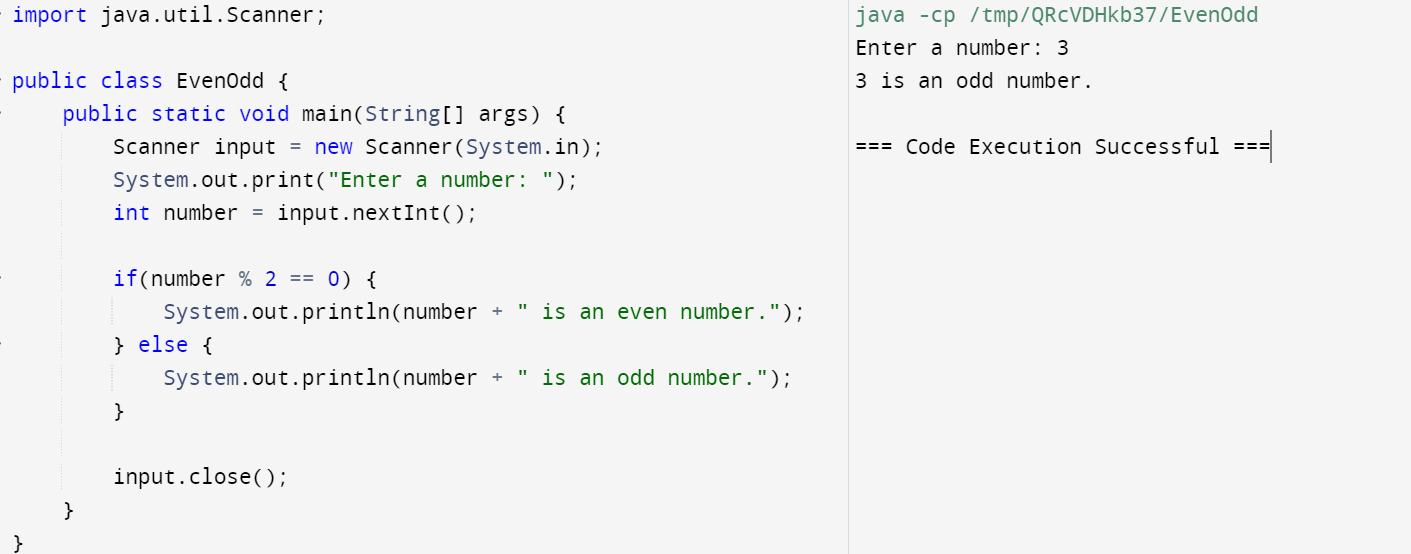 import java.util.Scanner;

public class EvenOdd {
    public static void main(String[] args) {
        Scanner input = new Scanner(System.in);
        System.out.print("Enter a number: ");
        int number = input.nextInt();

        if(number % 2 == 0) {
            System.out.println(number + " is an even number.");
        } else {
            System.out.println(number + " is an odd number.");
        }

        input.close();
    }
}
java -cp /tmp/QRcVDHkb37/EvenOdd
Enter a number: 3
3 is an odd number.

=== Code Execution Successful ===